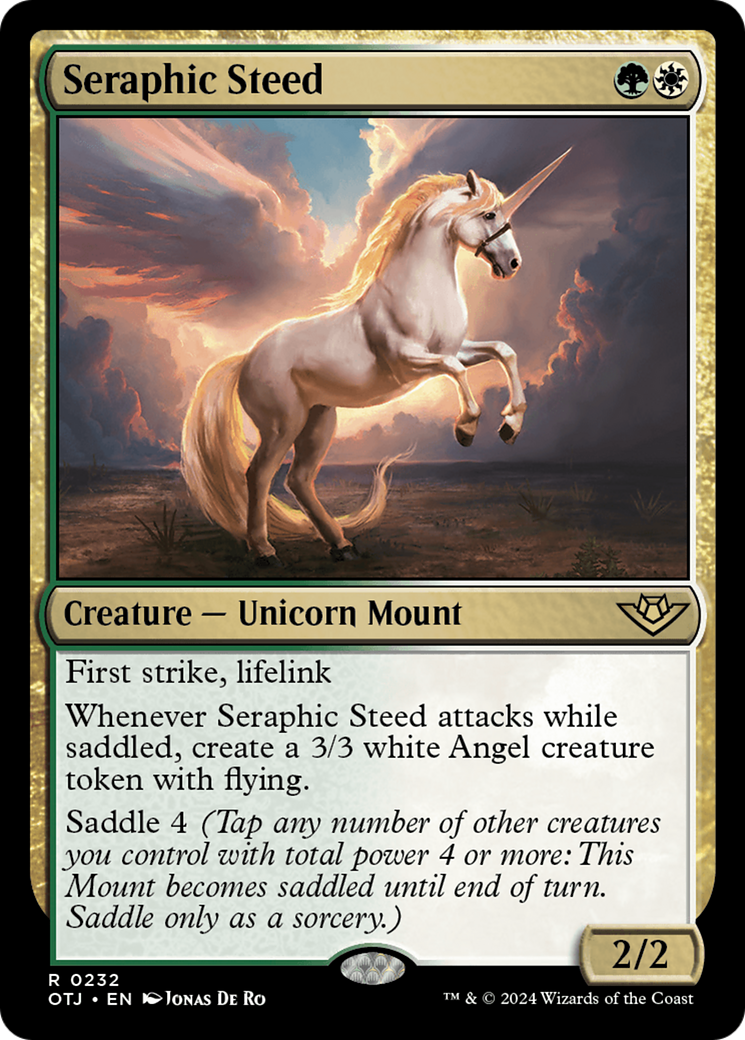 Seraphic Steed
Creature — Unicorn Mount
First strike, lifelink
Whenever Seraphic Steed attacks while
saddled, create a 3/3 white Angel creature
token with flying.
Saddle 4 (Tap any number of other creatures
you control with total power 4 or more: This
Mount becomes saddled until end of turn.
Saddle only as a sorcery.)
2/2
R 0232
OTJ • EN Jonas De Ro
™ & © 2024 Wizards of the Coast